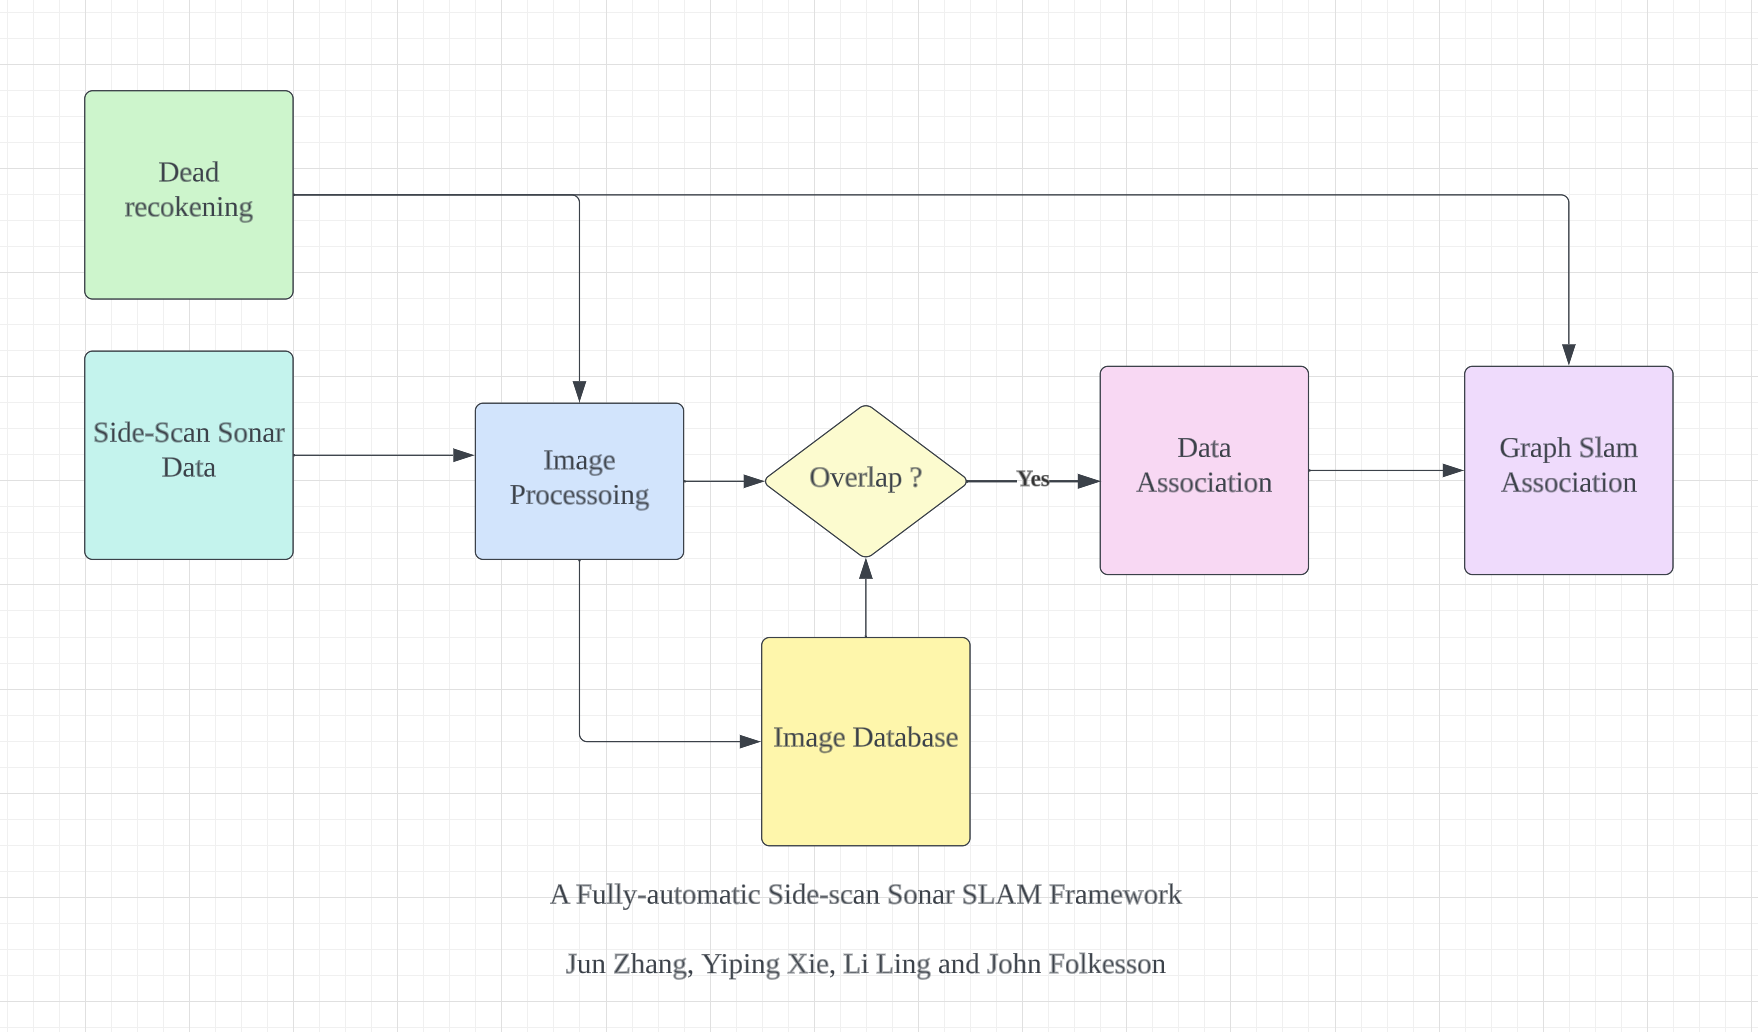 Dead
recokening
Side-Scan Sonar
Data
Image
Processoing
Overlap ?
Yes
Data
Association
Graph Slam
Association
Image Database
A Fully-automatic Side-scan Sonar SLAM Framework
Jun Zhang, Yiping Xie, Li Ling and John Folkesson